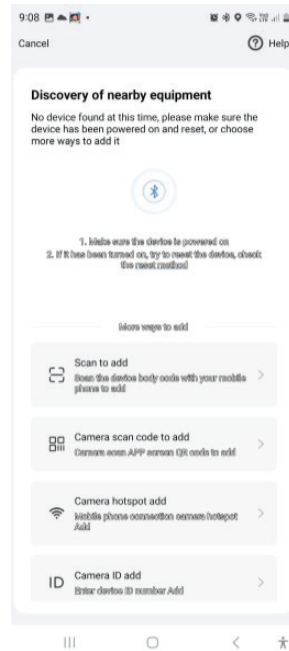 9:08
Cancel
Help
Discovery of nearby equipment
No device found at this time, please make sure the
device has been powered on and reset, or choose
more ways to add it
1. Make sure the device is powered on
2. If it has been turned on, try to reset the device, check
the reset method
More ways to add
Scan to add
Scan the device body code with your mobile
phone to add
Camera scan code to add
Camera scan APP screen QR code to add
Camera hotspot add
Mobile phone connection camera hotspot
Add
ID
Camera ID add
Enter device ID number Add